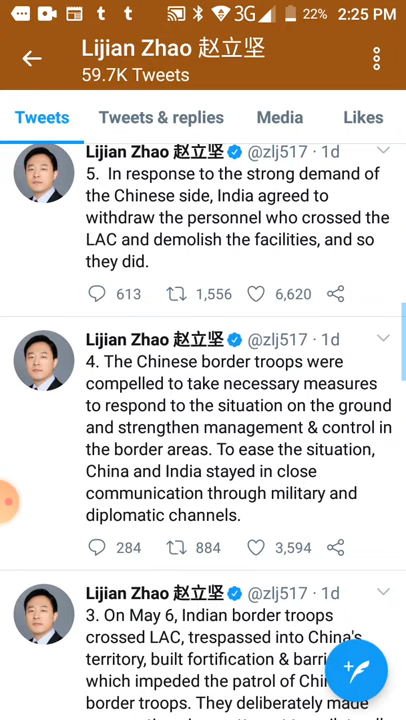 3G 22% 2:25 PM
Lijian Zhao 赵立坚
59.7K Tweets
Tweets Tweets & replies Media Likes
Lijian Zhao 赵立坚 @zlj517 · 1d
5. In response to the strong demand of
the Chinese side, India agreed to
withdraw the personnel who crossed the
LAC and demolish the facilities, and so
they did.
613 1,556 6,620
Lijian Zhao 赵立坚 @zlj517 · 1d
4. The Chinese border troops were
compelled to take necessary measures
to respond to the situation on the ground
and strengthen management & control in
the border areas. To ease the situation,
China and India stayed in close
communication through military and
diplomatic channels.
284 884 3,594
Lijian Zhao 赵立坚 @zlj517 · 1d
3. On May 6, Indian border troops
crossed LAC, trespassed into China's
territory, built fortification &
which impeded the patrol of
border troops. They deliberately made